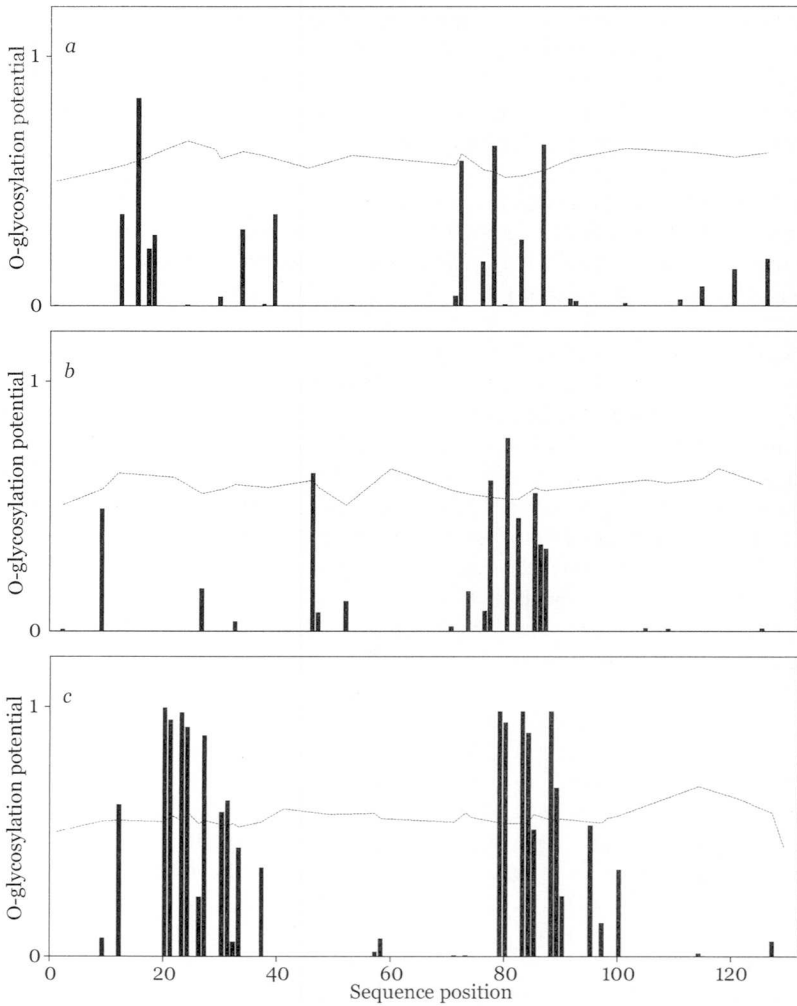 a
1
0
O-glycosylation potential
b
1
0
O-glycosylation potential
c
1
0
O-glycosylation potential
0 20 40 60 80 100 120
Sequence position